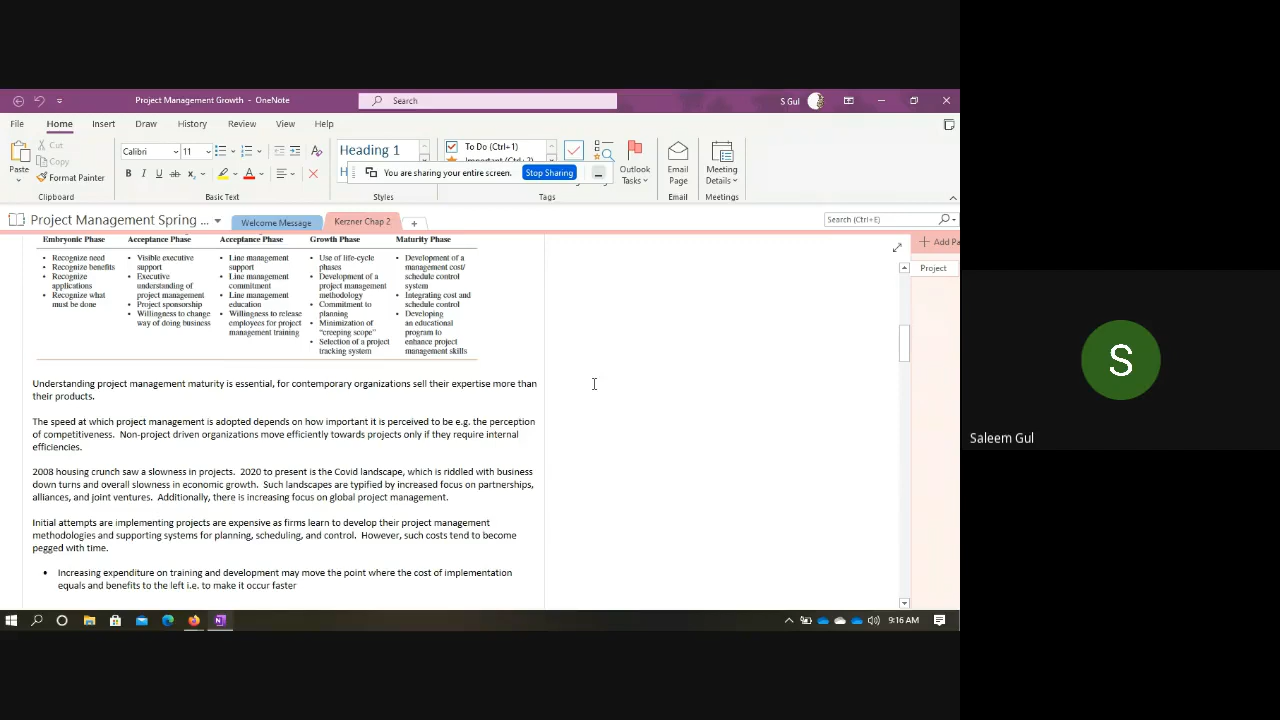 Project Management Growth - OneNote
Search
S Gul
File Home Insert Draw History Review View Help
Paste
Cut
Copy
Format Painter
Clipboard
Calibri 11
B I U ab x
Basic Text
Heading 1
H
Styles
To Do (Ctrl+1)
Important (Ctrl+2)
Tags
You are sharing your entire screen. Stop Sharing
Outlook
Tasks
Email
Page
Email
Meeting
Details
Meetings
Project Management Spring ...
Welcome Message
Kerzner Chap 2
Search (Ctrl+E)
Add Pa
Project
Embryonic Phase
• Recognize need
• Recognize benefits
• Recognize
applications
• Recognize what
must be done
Acceptance Phase
• Visible executive
support
• Executive
understanding of
project management
• Project sponsorship
• Willingness to change
way of doing business
Acceptance Phase
• Line management
support
• Line management
commitment
• Line management
education
• Willingness to release
employees for project
management training
Growth Phase
• Use of life-cycle
phases
• Development of a
project management
methodology
• Commitment to
planning
• Minimization of
“creeping scope”
• Selection of a project
tracking system
Maturity Phase
• Development of a
management cost/
schedule control
system
• Integrating cost and
schedule control
• Developing
an educational
program to
enhance project
management skills
Understanding project management maturity is essential, for contemporary organizations sell their expertise more than
their products.
The speed at which project management is adopted depends on how important it is perceived to be e.g. the perception
of competitiveness. Non-project driven organizations move efficiently towards projects only if they require internal
efficiencies.
2008 housing crunch saw a slowness in projects. 2020 to present is the Covid landscape, which is riddled with business
down turns and overall slowness in economic growth. Such landscapes are typified by increased focus on partnerships,
alliances, and joint ventures. Additionally, there is increasing focus on global project management.
Initial attempts are implementing projects are expensive as firms learn to develop their project management
methodologies and supporting systems for planning, scheduling, and control. However, such costs tend to become
pegged with time.
• Increasing expenditure on training and development may move the point where the cost of implementation
equals and benefits to the left i.e. to make it occur faster
9:16 AM
S
Saleem Gul